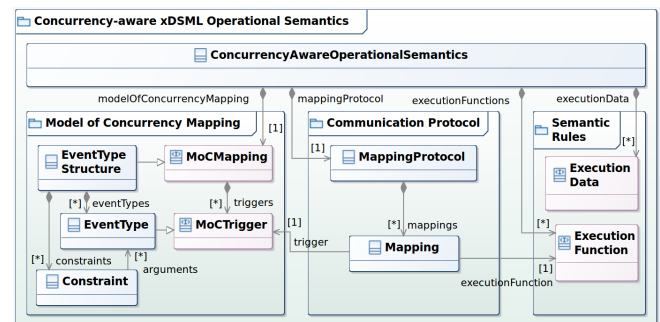 Concurrency-aware xDSML Operational Semantics
ConcurrencyAwareOperationalSemantics
modelOfConcurrencyMapping
mappingProtocol
executionFunctions
executionData
Model of Concurrency Mapping
[1]
Communication Protocol
[1]
Semantic
Rules
[*]
EventType
Structure
MoCMapping
MappingProtocol
Execution
Data
[*]
eventTypes
[*]
triggers
EventType
MoCTrigger
[1]
trigger
[*]
mappings
[*]
Mapping
Execution
Function
[*]
constraints
[*]
arguments
[1]
executionFunction
Constraint